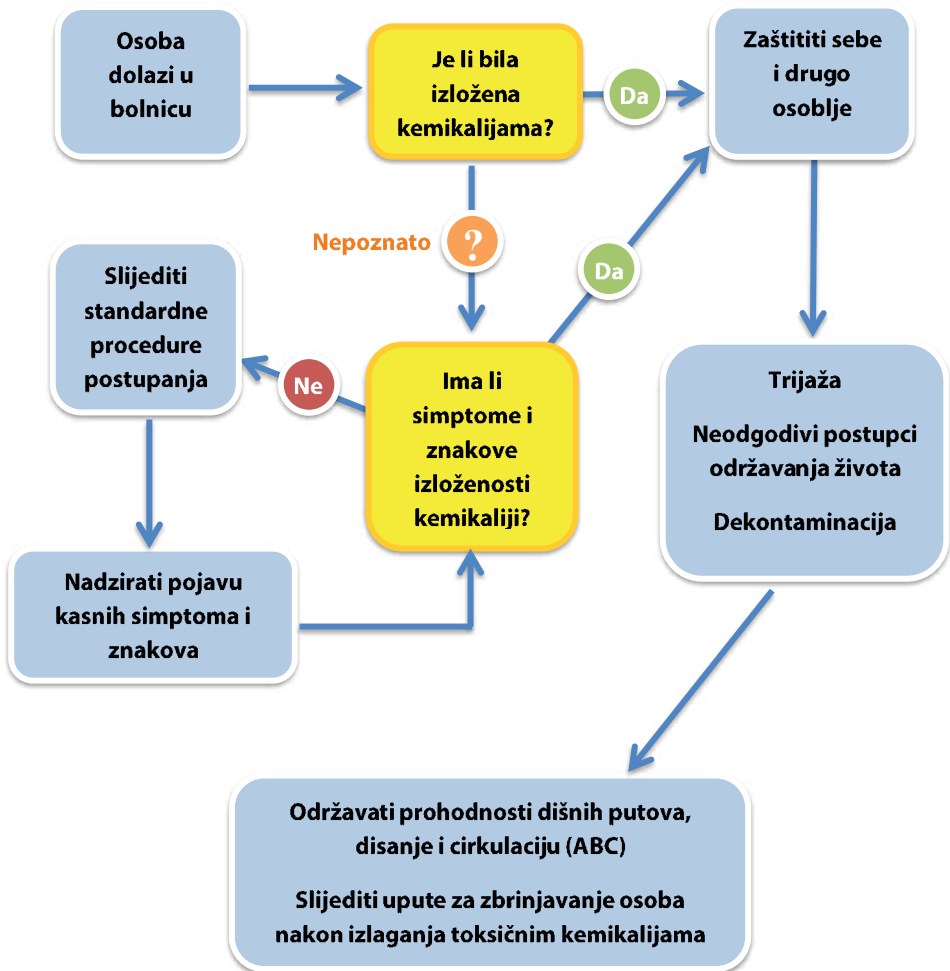 Osoba
dolazi u
bolnicu
Je li bila
izložena
kemikalijama?
Da
Zaštititi sebe
i drugo
osoblje
Nepoznato
?
Da
Slijediti
standardne
procedure
postupanja
Ne
Ima li
simptome i
znakove
izloženosti
kemikaliji?
Trijaža
Neodgodivi postupci
održavanja života
Dekontaminacija
Nadzirati pojavu
kasnih simptoma i
znakova
Održavati prohodnosti dišnih putova,
disanje i cirkulaciju (ABC)
Slijediti upute za zbrinjavanje osoba
nakon izlaganja toksičnim kemikalijama